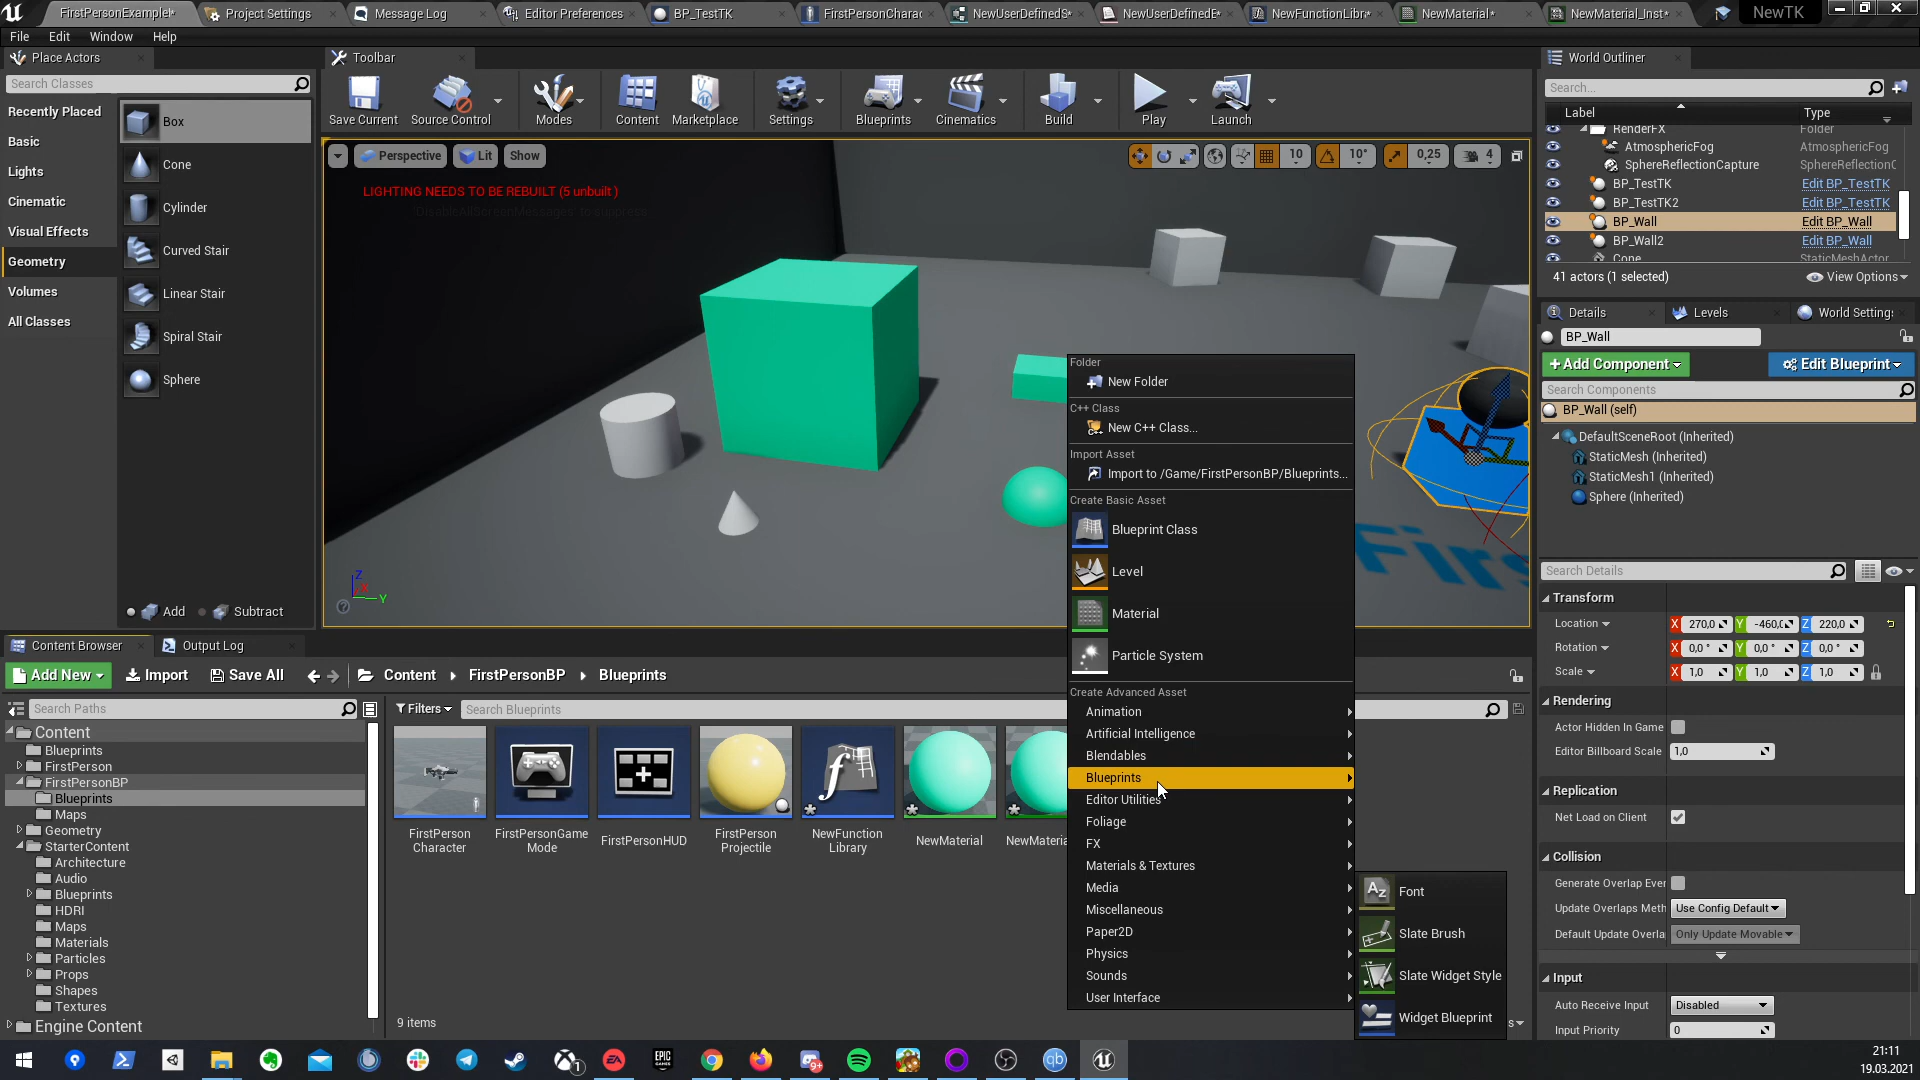 FirstPersonExample*
Project Settings
Message Log
Editor Preferences
BP_TestTK
FirstPersonCharac
NewUserDefinedS*
NewUserDefinedE*
NewFunctionLibra*
NewMaterial*
NewMaterial_Inst*
NewTK
File Edit Window Help
Place Actors
Toolbar
World Outliner
Search Classes
Search...
Recently Placed
Basic
Lights
Cinematic
Visual Effects
Geometry
Volumes
All Classes
Box
Cone
Cylinder
Curved Stair
Linear Stair
Spiral Stair
Sphere
Add Subtract
Save Current
Source Control
Modes
Content
Marketplace
Settings
Blueprints
Cinematics
Build
Play
Launch
Perspective
Lit
Show
10
10°
0,25
4
LIGHTING NEEDS TO BE REBUILT (5 unbuilt)
'DisableAllScreenMessages' to suppress
Z
Y
Firs
Label Type
RenderFX Folder
AtmosphericFog AtmosphericFog
SphereReflectionCapture SphereReflectionC
BP_TestTK Edit BP_TestTK
BP_TestTK2 Edit BP_TestTK
BP_Wall Edit BP_Wall
BP_Wall2 Edit BP_Wall
Cone StaticMeshActor
41 actors (1 selected)
View Options
Details
Levels
World Settings
BP_Wall
+Add Component
Edit Blueprint
Search Components
BP_Wall (self)
DefaultSceneRoot (Inherited)
StaticMesh (Inherited)
StaticMesh1 (Inherited)
Sphere (Inherited)
Search Details
Transform
Location X 270,0 Y -460,( Z 220,0
Rotation X 0,0 ° Y 0,0 ° Z 0,0 °
Scale X 1,0 Y 1,0 Z 1,0
Rendering
Actor Hidden In Game
Editor Billboard Scale 1,0
Replication
Net Load on Client
Collision
Generate Overlap Ever
Update Overlaps Meth Use Config Default
Default Update Overla Only Update Movable
Input
Auto Receive Input Disabled
Input Priority 0
Folder
New Folder
C++ Class
New C++ Class...
Import Asset
Import to /Game/FirstPersonBP/Blueprints...
Create Basic Asset
Blueprint Class
Level
Material
Particle System
Create Advanced Asset
Animation
Artificial Intelligence
Blendables
Blueprints
Editor Utilities
Foliage
FX
Materials & Textures
Media
Miscellaneous
Paper2D
Physics
Sounds
User Interface
Font
Slate Brush
Slate Widget Style
Widget Blueprint
Content Browser
Output Log
Add New
Import
Save All
Content
FirstPersonBP
Blueprints
Search Paths
Filters
Search Blueprints
Content
Blueprints
FirstPerson
FirstPersonBP
Blueprints
Maps
Geometry
StarterContent
Architecture
Audio
Blueprints
HDRI
Maps
Materials
Particles
Props
Shapes
Textures
Engine Content
FirstPerson
Character
FirstPersonGame
Mode
FirstPersonHUD
FirstPerson
Projectile
NewFunction
Library
NewMaterial
NewMateria
9 items
21:11
19.03.2021